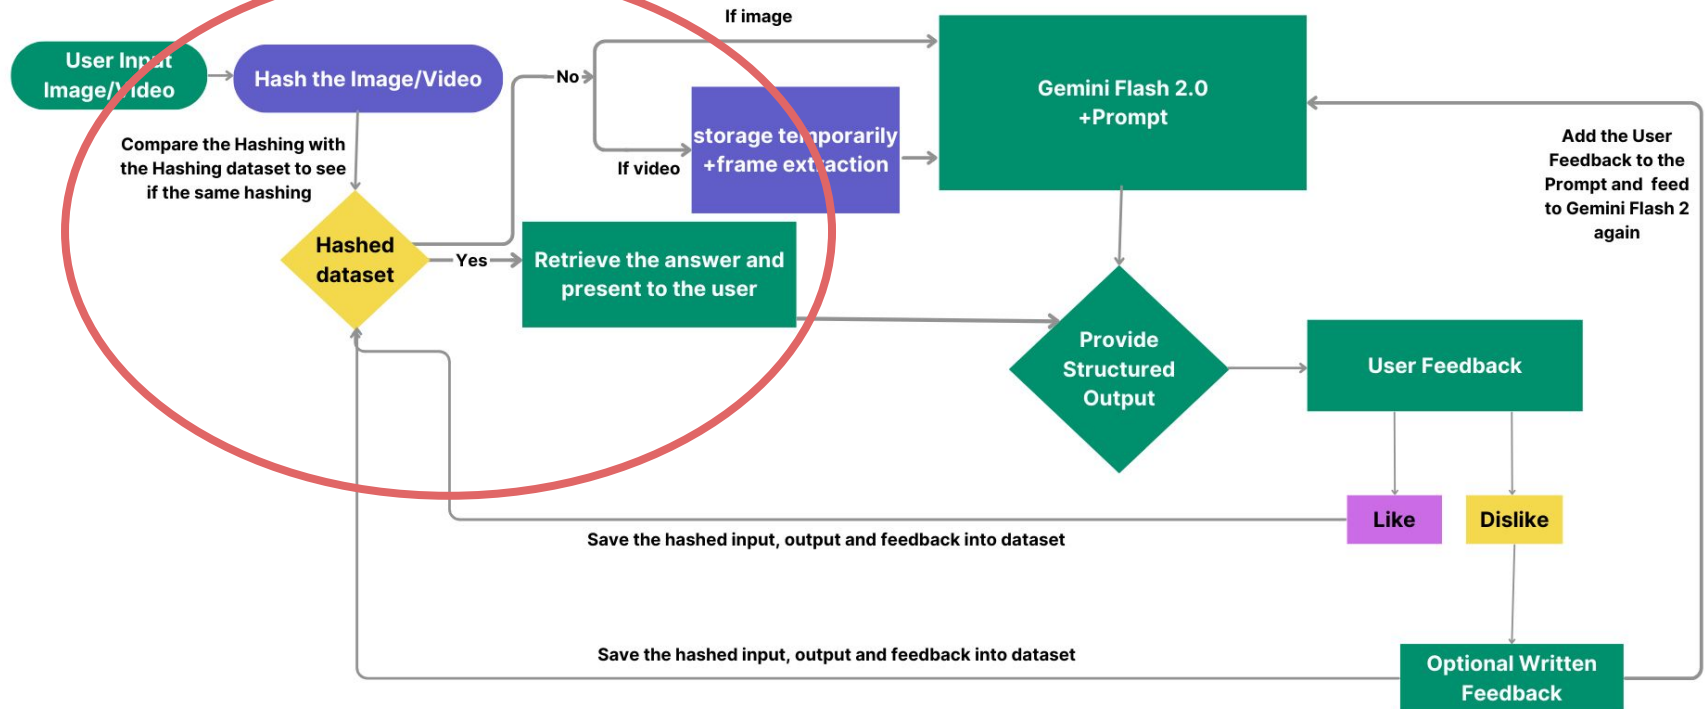 If image
User Input
Image/Video
Hash the Image/Video
No
Gemini Flash 2.0
+Prompt
storage temporarily
+frame extraction
If video
Compare the Hashing with
the Hashing dataset to see
if the same hashing
Add the User
Feedback to the
Prompt and feed
to Gemini Flash 2
again
Hashed
dataset
Yes
Retrieve the answer and
present to the user
Provide
Structured
Output
User Feedback
Like
Dislike
Save the hashed input, output and feedback into dataset
Save the hashed input, output and feedback into dataset
Optional Written
Feedback